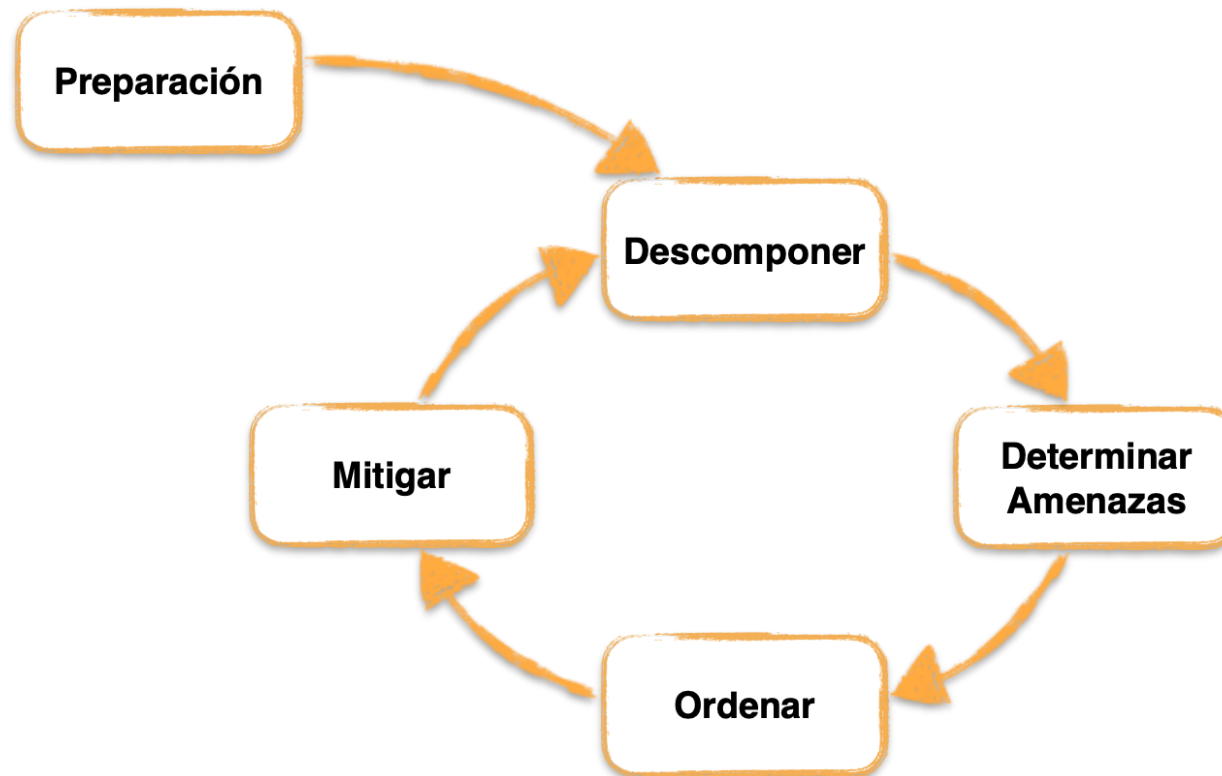 Preparación
Descomponer
Determinar
Amenazas
Ordenar
Mitigar